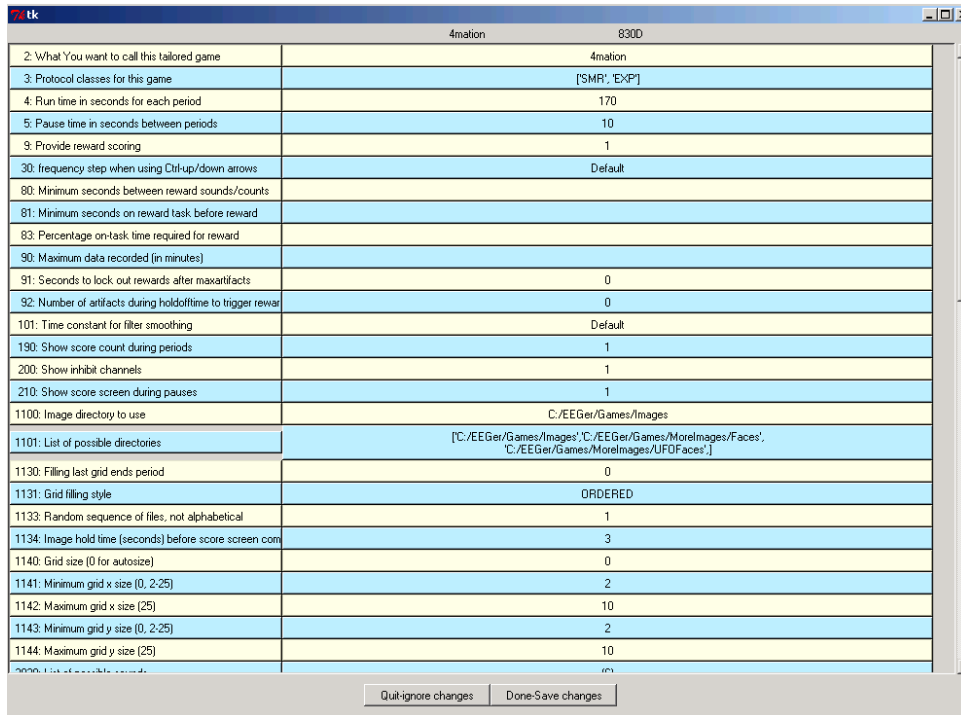 tk
4mation 830D
2: What You want to call this tailored game 4mation
3: Protocol classes for this game ['SMR', 'EXP']
4: Run time in seconds for each period 170
5: Pause time in seconds between periods 10
9: Provide reward scoring 1
30: frequency step when using Ctrl-up/down arrows Default
80: Minimum seconds between reward sounds/counts
81: Minimum seconds on reward task before reward
83: Percentage on-task time required for reward
90: Maximum data recorded (in minutes)
91: Seconds to lock out rewards after maxartifacts 0
92: Number of artifacts during holdofftime to trigger rewar 0
101: Time constant for filter smoothing Default
190: Show score count during periods 1
200: Show inhibit channels 1
210: Show score screen during pauses 1
1100: Image directory to use C:/EEGer/Games/Images
1101: List of possible directories ['C:/EEGer/Games/Images','C:/EEGer/Games/MoreImages/Faces',
'C:/EEGer/Games/MoreImages/UFOFaces',]
1130: Filling last grid ends period 0
1131: Grid filling style ORDERED
1133: Random sequence of files, not alphabetical 1
1134: Image hold time (seconds) before score screen com 3
1140: Grid size (0 for autosize) 0
1141: Minimum grid x size (0, 2-25) 2
1142: Maximum grid x size (25) 10
1143: Minimum grid y size (0, 2-25) 2
1144: Maximum grid y size (25) 10
List of possible sounds
Quit-ignore changes Done-Save changes